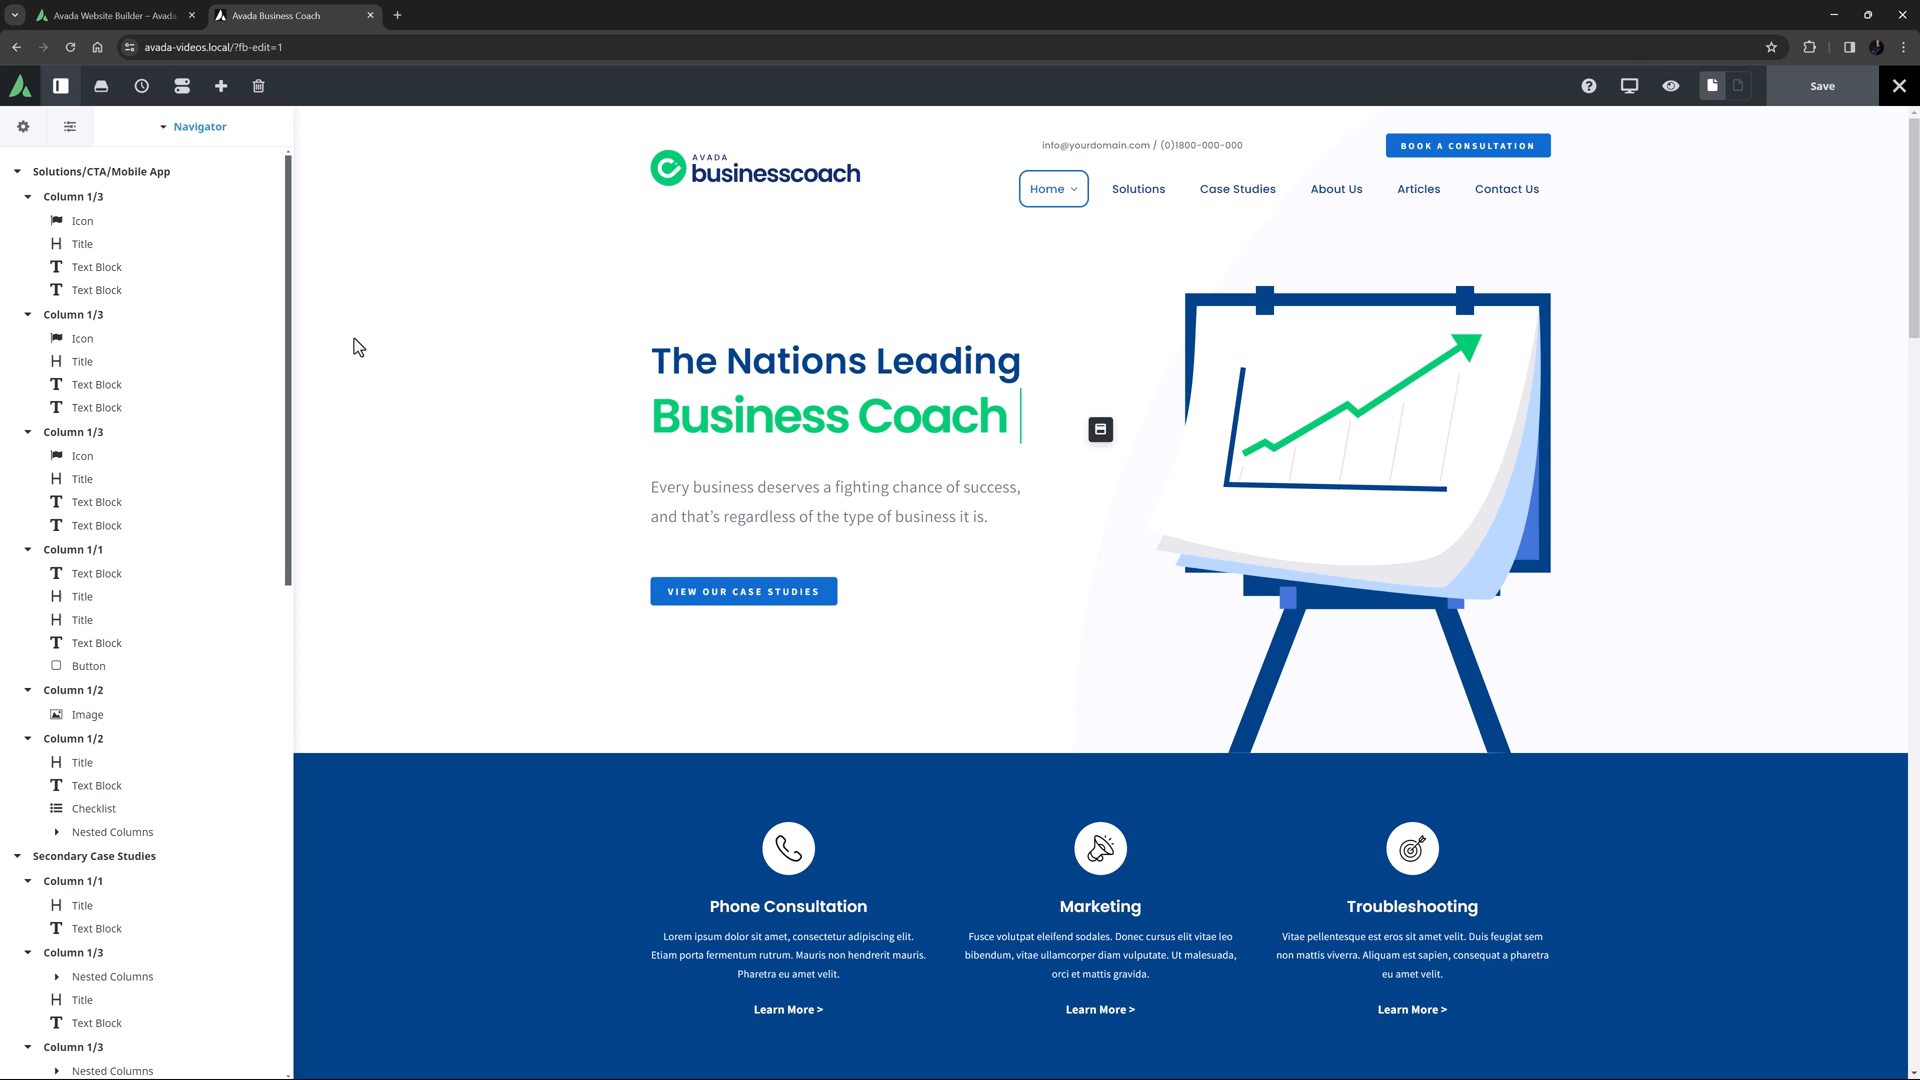 Avada Website Builder – Avada
Avada Business Coach
avada-videos.local/?fb-edit=1
Save
Navigator
Solutions/CTA/Mobile App
Column 1/3
Icon
Title
Text Block
Text Block
Column 1/3
Icon
Title
Text Block
Text Block
Column 1/3
Icon
Title
Text Block
Text Block
Column 1/1
Text Block
Title
Title
Text Block
Button
Column 1/2
Image
Column 1/2
Title
Text Block
Checklist
Nested Columns
Secondary Case Studies
Column 1/1
Title
Text Block
Column 1/3
Nested Columns
Title
Text Block
Column 1/3
Nested Columns
AVADA
businesscoach
info@yourdomain.com / (0)1800-000-000
BOOK A CONSULTATION
Home
Solutions
Case Studies
About Us
Articles
Contact Us
The Nations Leading
Business Coach
Every business deserves a fighting chance of success,
and that's regardless of the type of business it is.
VIEW OUR CASE STUDIES
Phone Consultation
Lorem ipsum dolor sit amet, consectetur adipiscing elit.
Etiam porta fermentum rutrum. Mauris non hendrerit mauris.
Pharetra eu amet velit.
Learn More >
Marketing
Fusce volutpat eleifend sodales. Donec cursus elit vitae leo
bibendum, vitae ullamcorper diam vulputate. Ut malesuada,
orci et mattis gravida.
Learn More >
Troubleshooting
Vitae pellentesque est eros sit amet velit. Duis feugiat sem
non mattis viverra. Aliquam est sapien, consequat a pharetra
eu amet velit.
Learn More >